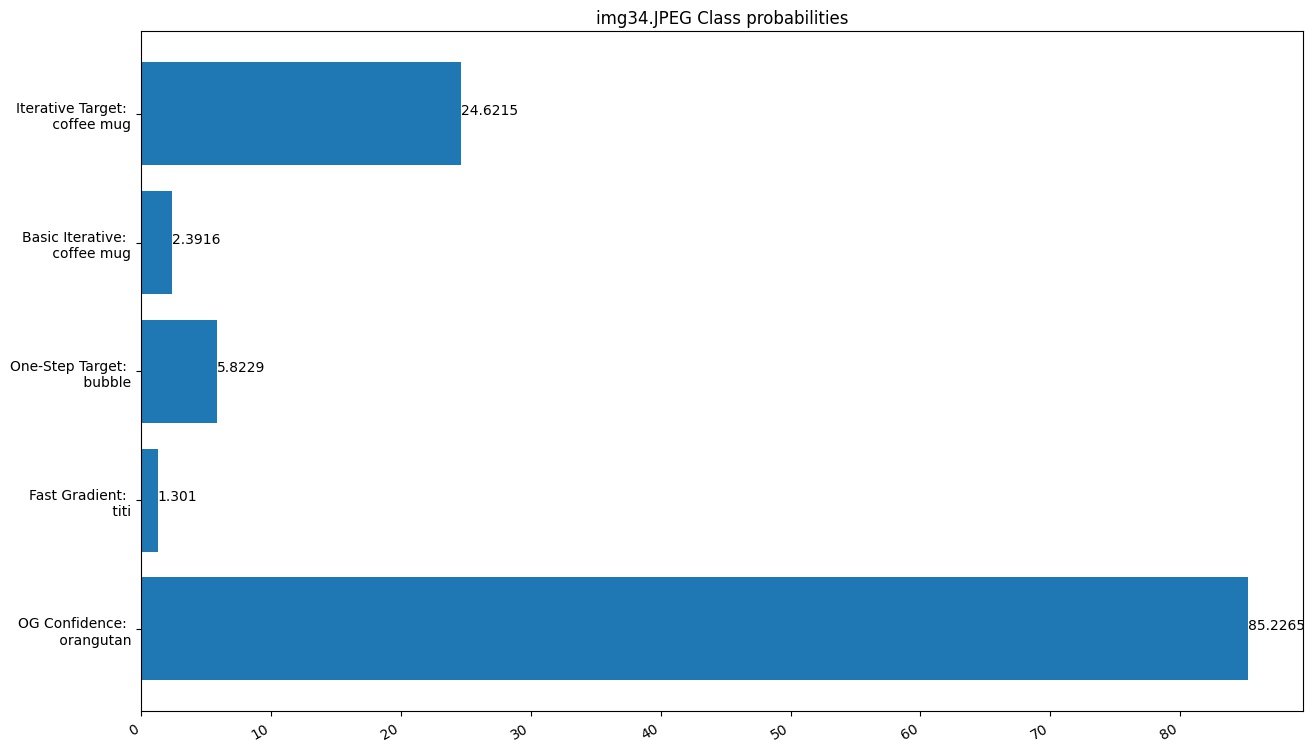 img34.JPEG Class probabilities
Iterative Target:
coffee mug
24.6215
Basic Iterative:
coffee mug
2.3916
One-Step Target:
bubble
5.8229
Fast Gradient:
titi
1.301
OG Confidence:
orangutan
85.2265
0 10 20 30 40 50 60 70 80